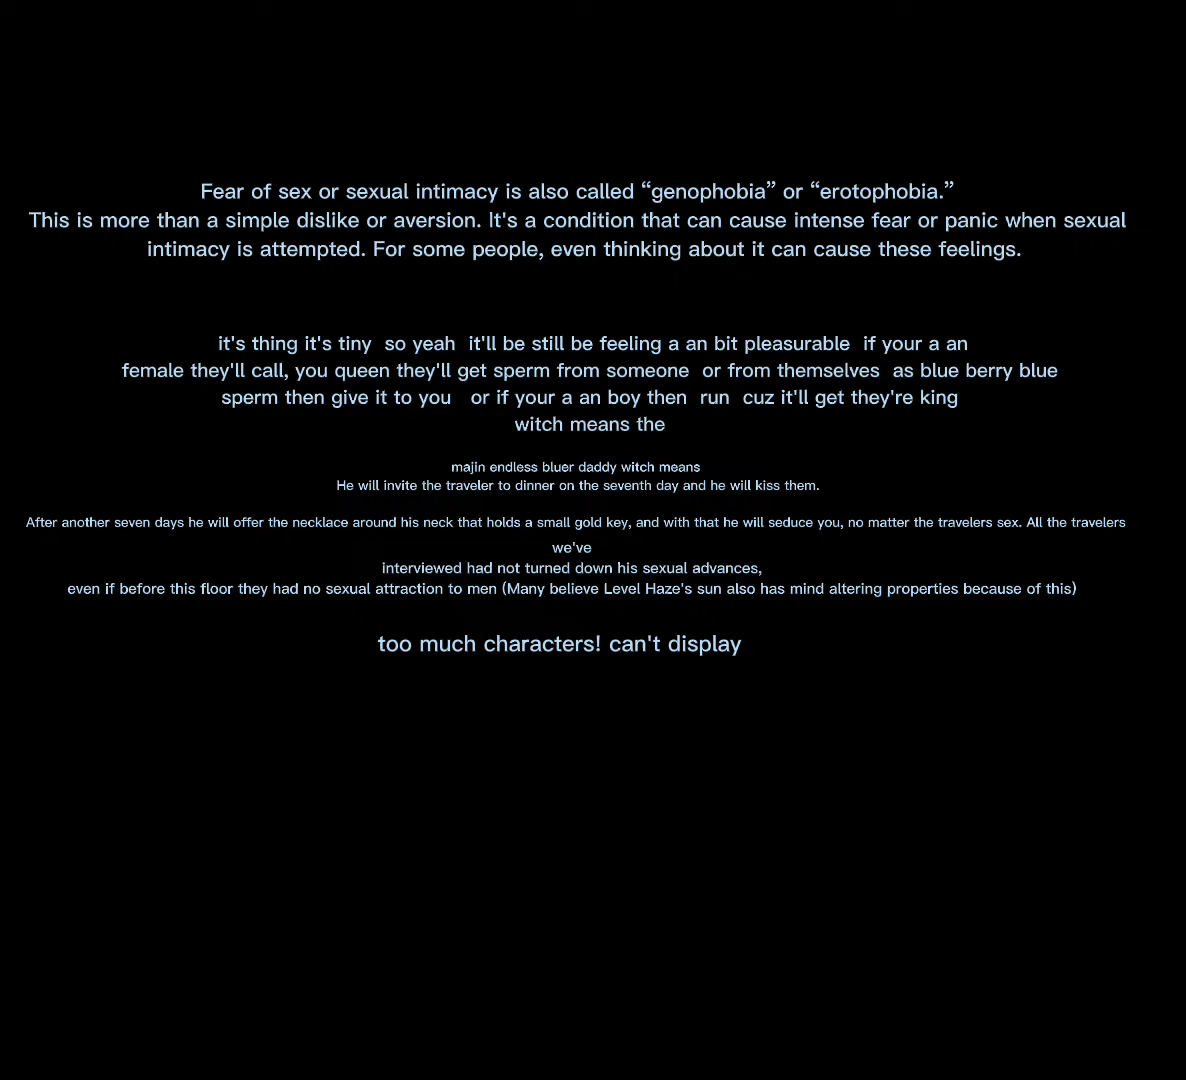 Fear of sex or sexual intimacy is also called “genophobia” or “erotophobia.”
This is more than a simple dislike or aversion. It's a condition that can cause intense fear or panic when sexual
intimacy is attempted. For some people, even thinking about it can cause these feelings.
it's thing it's tiny so yeah it'll be still be feeling a an bit pleasurable if your a an
female they'll call, you queen they'll get sperm from someone or from themselves as blue berry blue
sperm then give it to you or if your a an boy then run cuz it'll get they're king
witch means the
majin endless bluer daddy witch means
He will invite the traveler to dinner on the seventh day and he will kiss them.
After another seven days he will offer the necklace around his neck that holds a small gold key, and with that he will seduce you, no matter the travelers sex. All the travelers
we've
interviewed had not turned down his sexual advances,
even if before this floor they had no sexual attraction to men (Many believe Level Haze's sun also has mind altering properties because of this)
too much characters! can't display